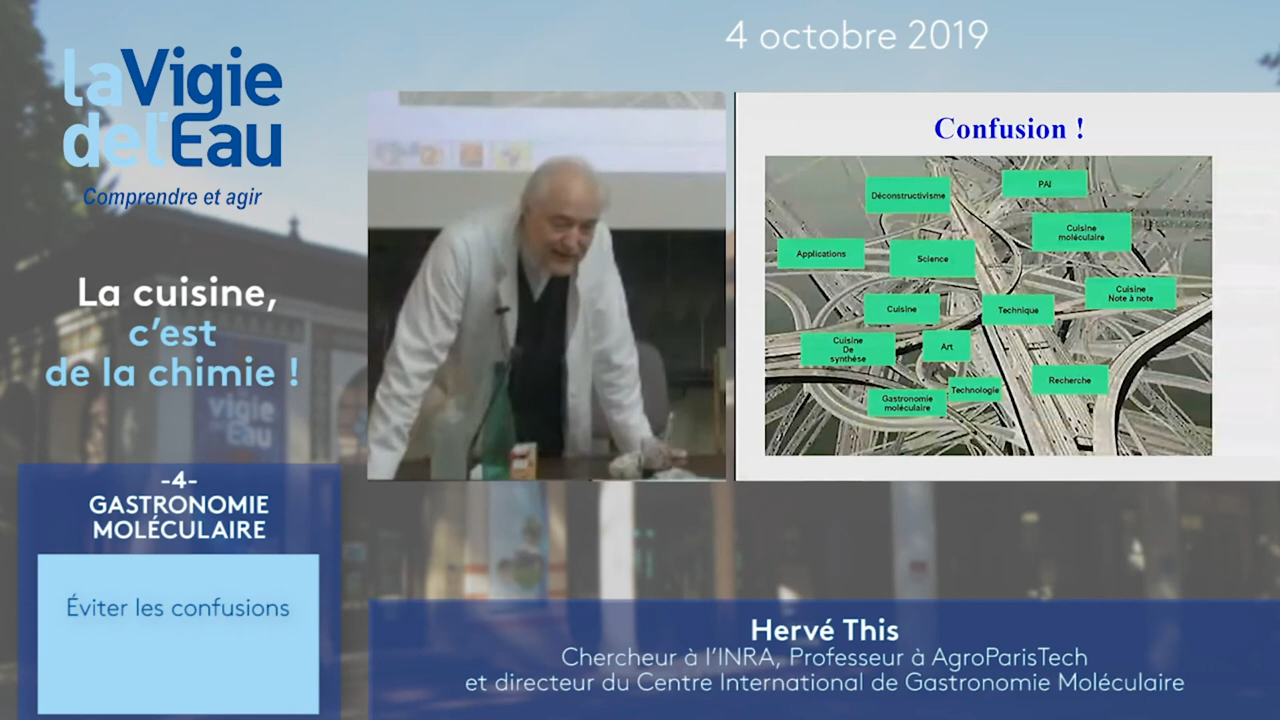 4 octobre 2019
laVigie
del'Eau
Comprendre et agir
La cuisine,
c'est
de la chimie !
vigie
Eau
-4-
GASTRONOMIE
MOLÉCULAIRE
Éviter les confusions
Confusion !
Déconstructivisme
PAI
Cuisine
moléculaire
Applications
Science
Cuisine
Note à note
Cuisine
Technique
Cuisine
De
synthèse
Art
Recherche
Technologie
Gastronomie
moléculaire
Hervé This
Chercheur à l'INRA, Professeur à AgroParisTech
et directeur du Centre International de Gastronomie Moléculaire